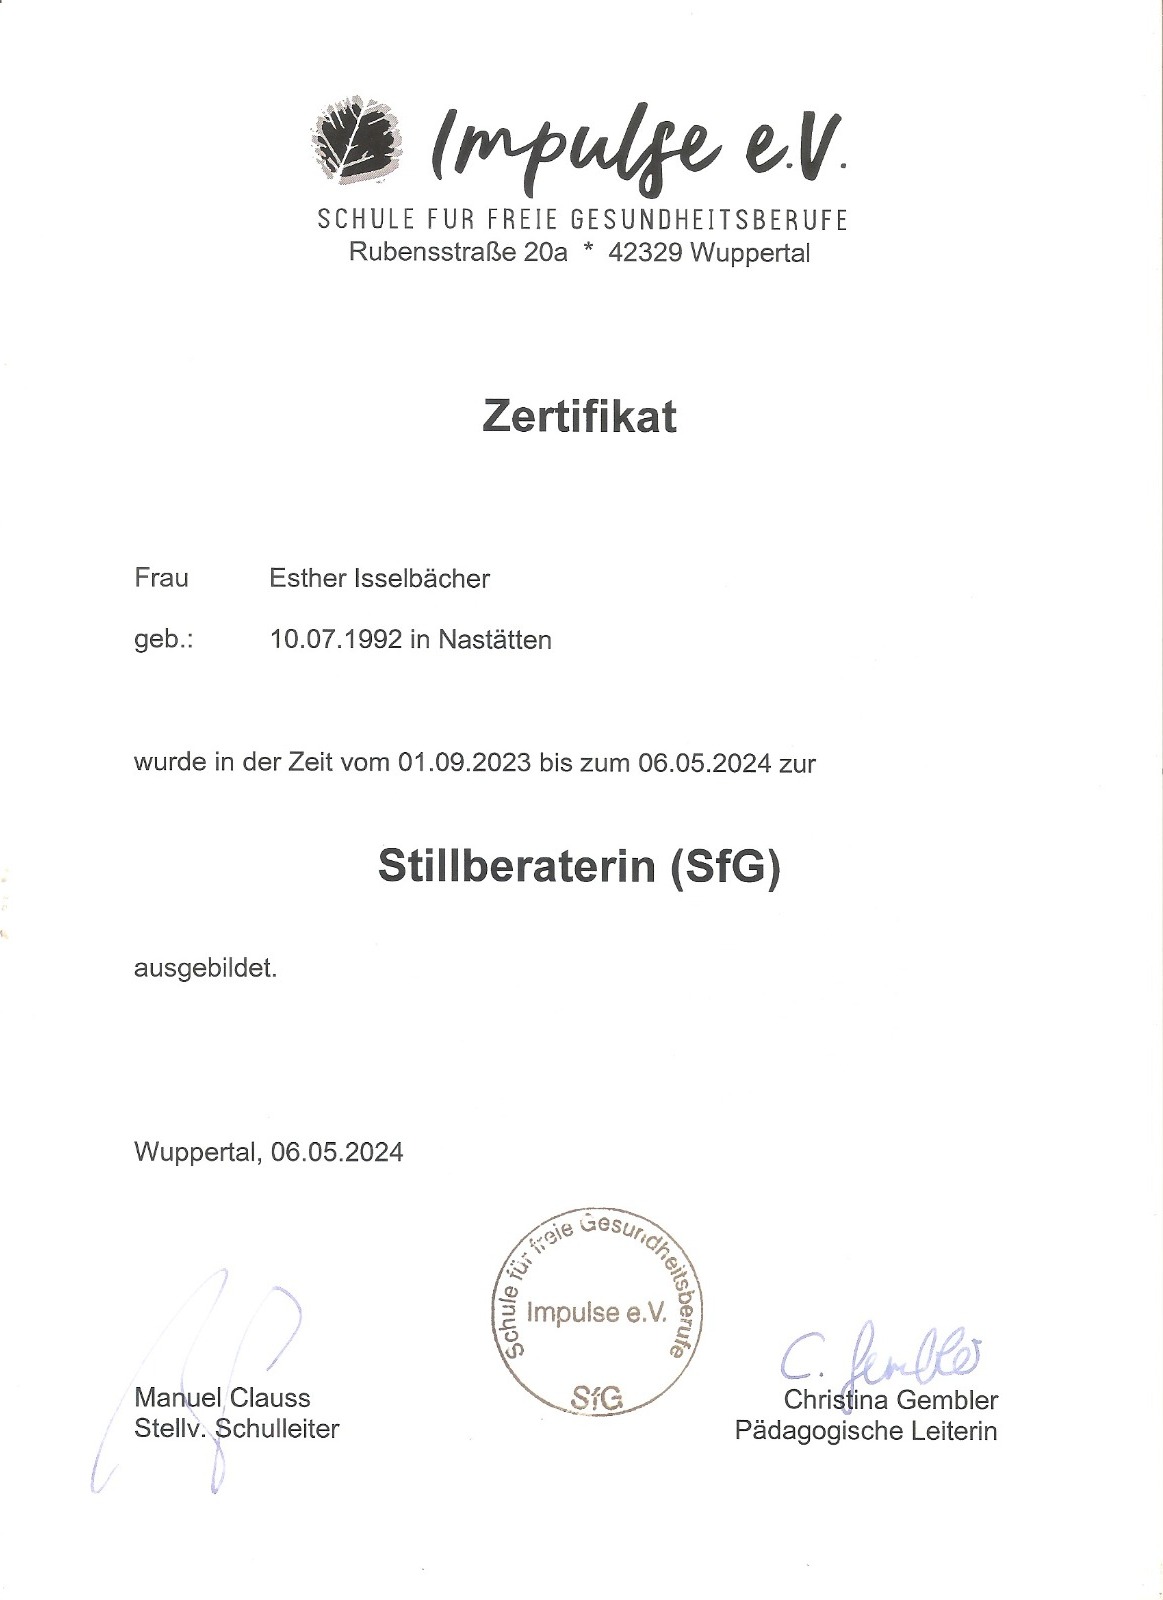 Impulse e.V.
SCHULE FÜR FREIE GESUNDHEITSBERUFE
Rubensstraße 20a * 42329 Wuppertal
Zertifikat
Frau Esther Isselbächer
geb.: 10.07.1992 in Nastätten
wurde in der Zeit vom 01.09.2023 bis zum 06.05.2024 zur
Stillberaterin (SfG)
ausgebildet.
Wuppertal, 06.05.2024
Schule für freie Gesundheitsberufe
Impulse e.V.
SfG
C. Gembler
Manuel Clauss
Stellv. Schulleiter
Christina Gembler
Pädagogische Leiterin